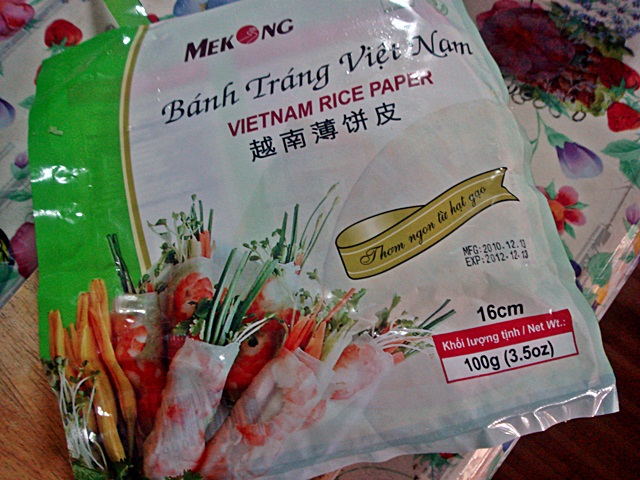 MEKONG
Bánh Tráng Việt Nam
VIETNAM RICE PAPER
越南薄饼皮
Thơm ngon từ hạt gạo
MFG: 2010-12-13
EXP: 2012-12-13
16cm
Khối lượng tịnh / Net Wt.:
100g (3.5oz)